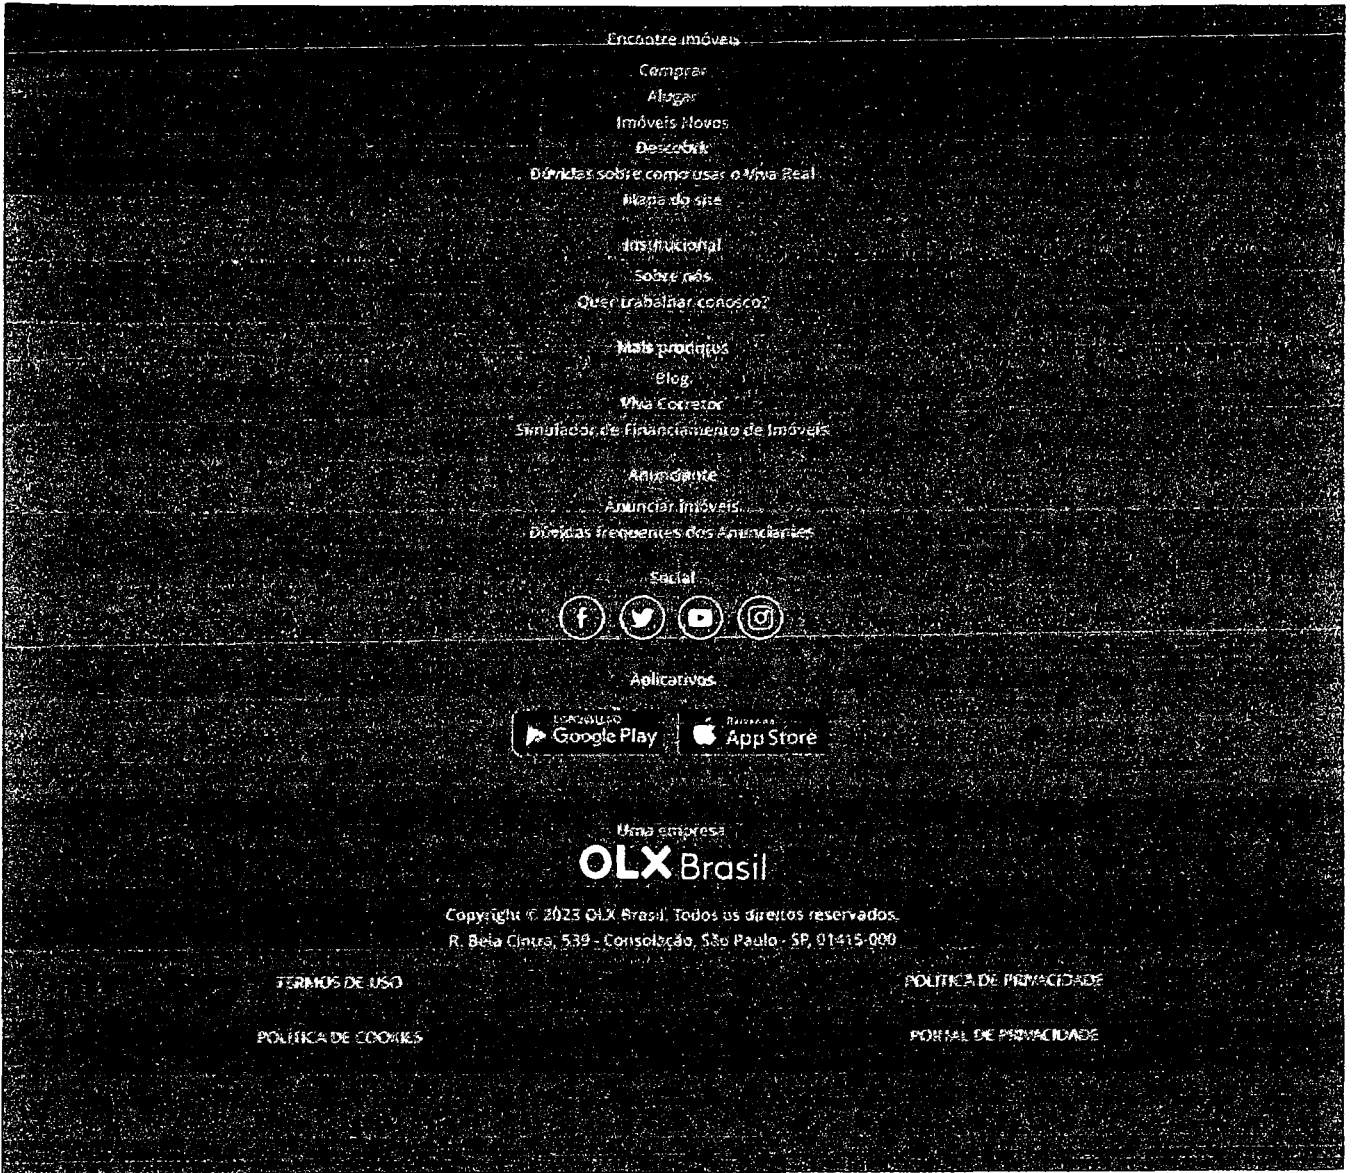 Encontre imóveis
Comprar
Alugar
Imóveis Novos
Descobrir
Dúvidas sobre como usar o Viva Real
Mapa do site
Institucional
Sobre nós
Quer trabalhar conosco?
Mais produtos
Blog
Viva Corretor
Simulador de Financiamento de Imóveis
Anunciante
Anunciar imóveis
Dúvidas frequentes dos Anunciantes
Social
Aplicativos
Google Play
App Store
Uma empresa
OLX Brasil
Copyright © 2023 OLX Brasil. Todos os direitos reservados.
R. Bela Cintra, 539 - Consolação, São Paulo - SP, 01415-000
TERMOS DE USO
POLÍTICA DE PRIVACIDADE
POLÍTICA DE COOKIES
PORTAL DE PRIVACIDADE